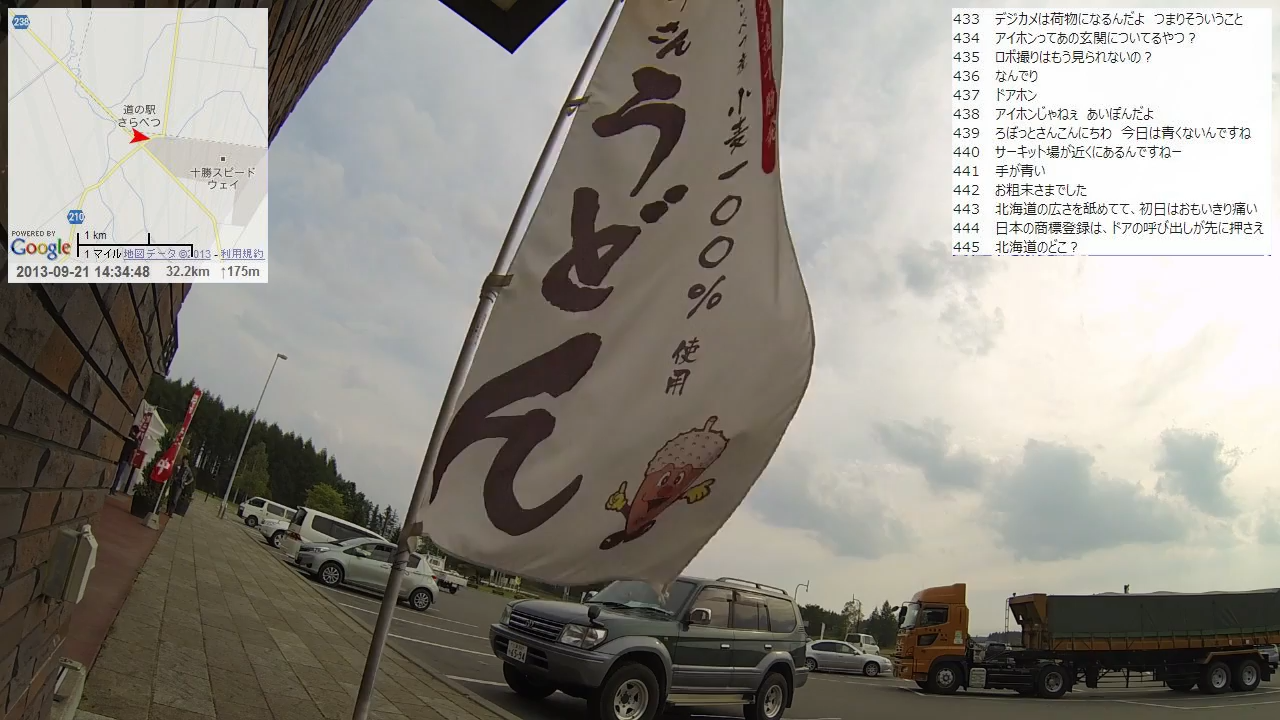 238
道の駅
さらべつ
十勝スピード
ウェイ
210
POWERED BY
Google
1 km
1 マイル
地図データ ©2013 - 利用規約
2013-09-21 14:34:48 32.2km ↑175m
うどん
小麦一〇〇％使用
433 デジカメは荷物になるんだよ つまりそういうこと
434 アイホンってあの玄関についてるやつ？
435 ロボ撮りはもう見られないの？
436 なんでり
437 ドアホン
438 アイホンじゃねぇ あいぽんだよ
439 ろぼっとさんこんにちわ 今日は青くないんですね
440 サーキット場が近くにあるんですねー
441 手が青い
442 お粗末さまでした
443 北海道の広さを舐めてて、初日はおもいきり痛い
444 日本の商標登録は、ドアの呼び出しが先に押さえ
445 北海道のどこ？